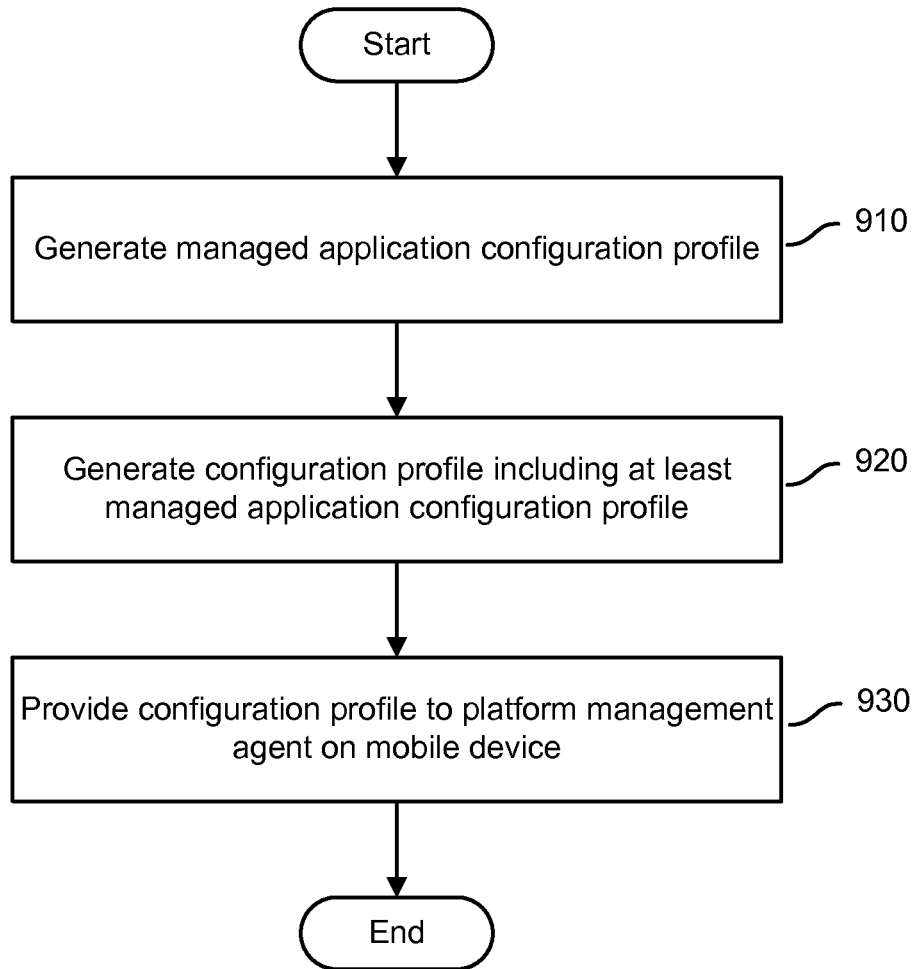 Start
Generate managed application configuration profile
910
Generate configuration profile including at least
managed application configuration profile
920
Provide configuration profile to platform management
agent on mobile device
930
End